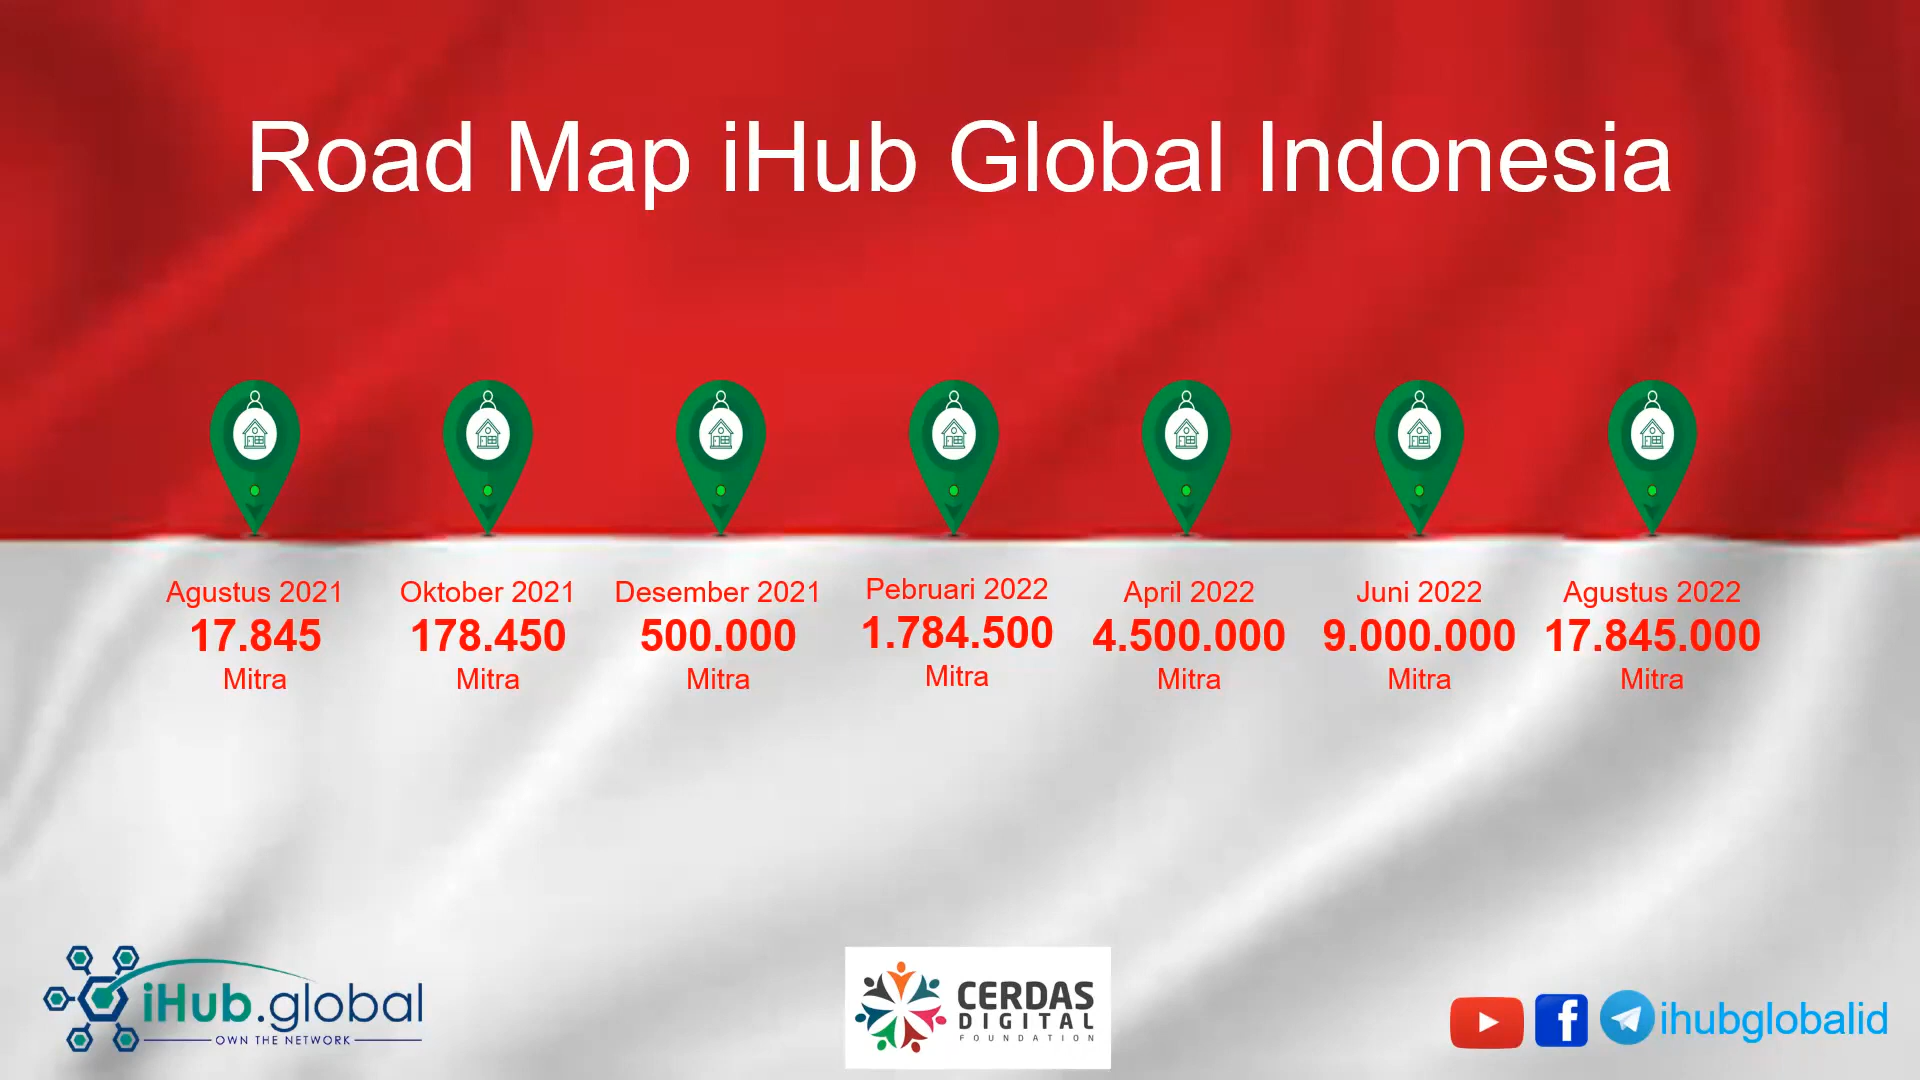 Road Map iHub Global Indonesia
Agustus 2021
17.845
Mitra
Oktober 2021
178.450
Mitra
Desember 2021
500.000
Mitra
Pebruari 2022
1.784.500
Mitra
April 2022
4.500.000
Mitra
Juni 2022
9.000.000
Mitra
Agustus 2022
17.845.000
Mitra
iHub.global
OWN THE NETWORK
CERDAS
DIGITAL
FOUNDATION
ihubglobalid